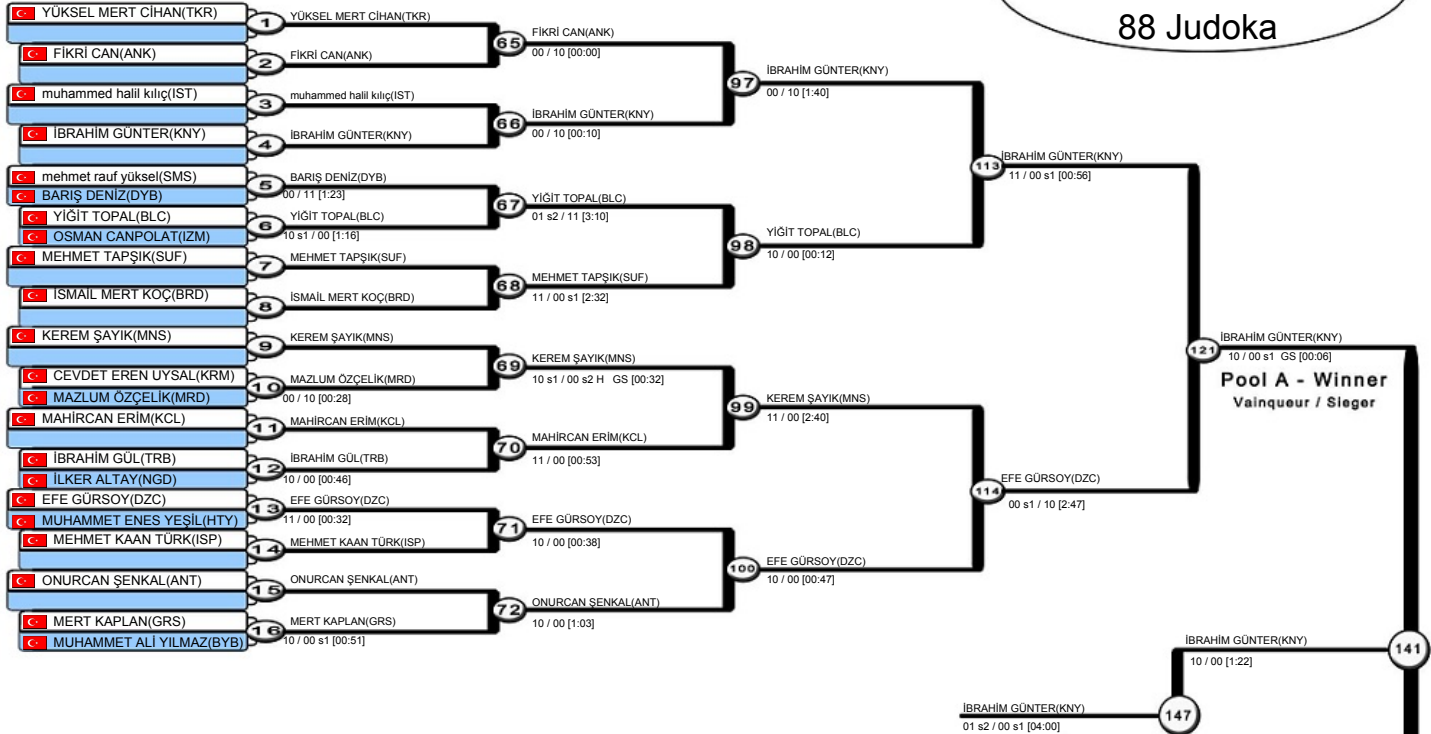 88 Judoka
YÜKSEL MERT CİHAN(TKR)
FİKRİ CAN(ANK)
muhammed halil kılıç(IST)
İBRAHİM GÜNTER(KNY)
mehmet rauf yüksel(SMS)
BARIŞ DENİZ(DYB)
YİĞİT TOPAL(BLC)
OSMAN CANPOLAT(IZM)
MEHMET TAPŞIK(SUF)
İSMAİL MERT KOÇ(BRD)
KEREM ŞAYIK(MNS)
CEVDET EREN UYSAL(KRM)
MAZLUM ÖZÇELİK(MRD)
MAHİRCAN ERİM(KCL)
İBRAHİM GÜL(TRB)
İLKER ALTAY(NGD)
EFE GÜRSOY(DZC)
MUHAMMET ENES YEŞİL(HTY)
MEHMET KAAN TÜRK(ISP)
ONURCAN ŞENKAL(ANT)
MERT KAPLAN(GRS)
MUHAMMET ALİ YILMAZ(BYB)
1
YÜKSEL MERT CİHAN(TKR)
2
FİKRİ CAN(ANK)
3
muhammed halil kılıç(IST)
4
İBRAHİM GÜNTER(KNY)
5
BARIŞ DENİZ(DYB)
00 / 11 [1:23]
6
YİĞİT TOPAL(BLC)
10 s1 / 00 [1:16]
7
MEHMET TAPŞIK(SUF)
8
İSMAİL MERT KOÇ(BRD)
9
KEREM ŞAYIK(MNS)
10
MAZLUM ÖZÇELİK(MRD)
00 / 10 [00:28]
11
MAHİRCAN ERİM(KCL)
12
İBRAHİM GÜL(TRB)
10 / 00 [00:46]
13
EFE GÜRSOY(DZC)
11 / 00 [00:32]
14
MEHMET KAAN TÜRK(ISP)
15
ONURCAN ŞENKAL(ANT)
16
MERT KAPLAN(GRS)
10 / 00 s1 [00:51]
65
FİKRİ CAN(ANK)
00 / 10 [00:00]
66
İBRAHİM GÜNTER(KNY)
00 / 10 [00:10]
67
YİĞİT TOPAL(BLC)
01 s2 / 11 [3:10]
68
MEHMET TAPŞIK(SUF)
11 / 00 s1 [2:32]
69
KEREM ŞAYIK(MNS)
10 s1 / 00 s2 H GS [00:32]
70
MAHİRCAN ERİM(KCL)
11 / 00 [00:53]
71
EFE GÜRSOY(DZC)
10 / 00 [00:38]
72
ONURCAN ŞENKAL(ANT)
10 / 00 [1:03]
97
İBRAHİM GÜNTER(KNY)
00 / 10 [1:40]
98
YİĞİT TOPAL(BLC)
10 / 00 [00:12]
99
KEREM ŞAYIK(MNS)
11 / 00 [2:40]
100
EFE GÜRSOY(DZC)
10 / 00 [00:47]
113
İBRAHİM GÜNTER(KNY)
11 / 00 s1 [00:56]
114
EFE GÜRSOY(DZC)
00 s1 / 10 [2:47]
121
İBRAHİM GÜNTER(KNY)
10 / 00 s1 GS [00:06]
Pool A - Winner
Vainqueur / Sieger
İBRAHİM GÜNTER(KNY)
10 / 00 [1:22]
141
İBRAHİM GÜNTER(KNY)
01 s2 / 00 s1 [04:00]
147